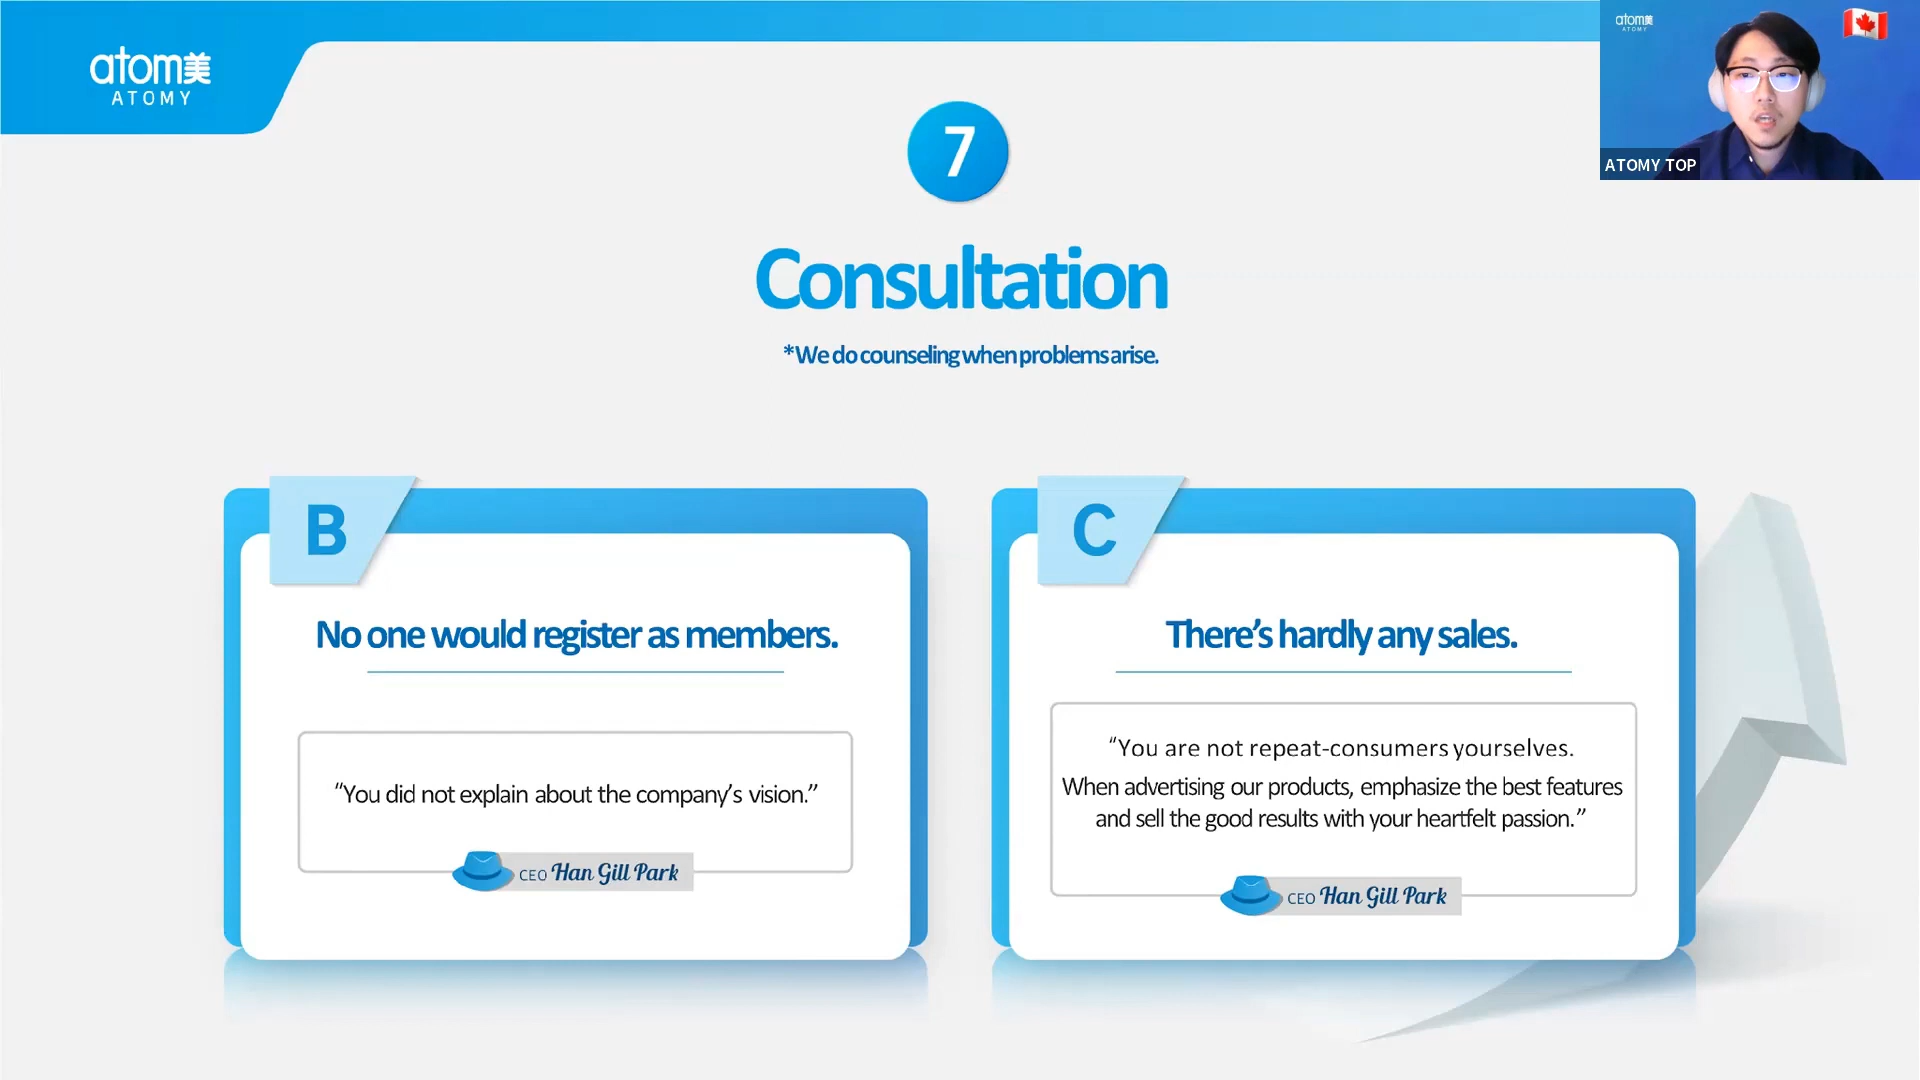 atom美
ATOMY
atom美
ATOMY
ATOMY TOP
7
Consultation
*We do counseling when problems arise.
B
No one would register as members.
“You did not explain about the company’s vision.”
CEO Han Gill Park
C
There’s hardly any sales.
“You are not repeat-consumers yourselves.
When advertising our products, emphasize the best features
and sell the good results with your heartfelt passion.”
CEO Han Gill Park